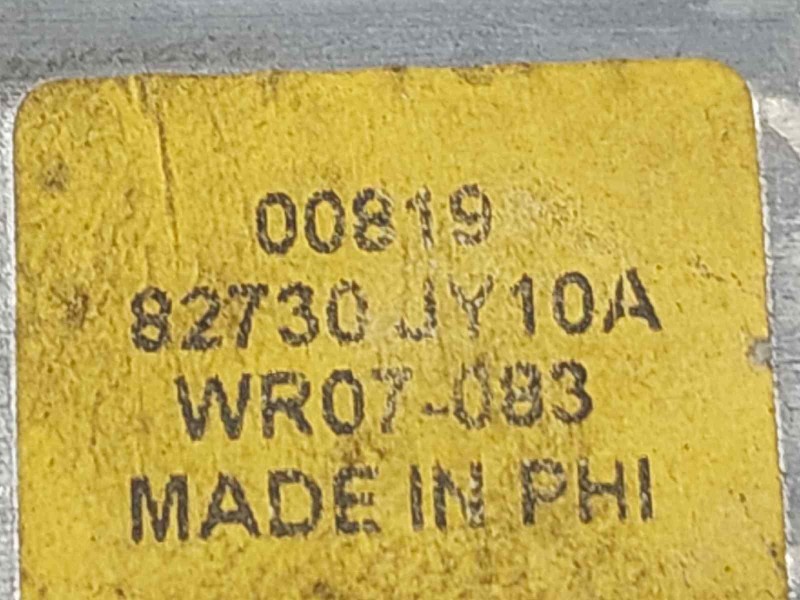 00819
82730 JY10A
WR07-083
MADE IN PHI